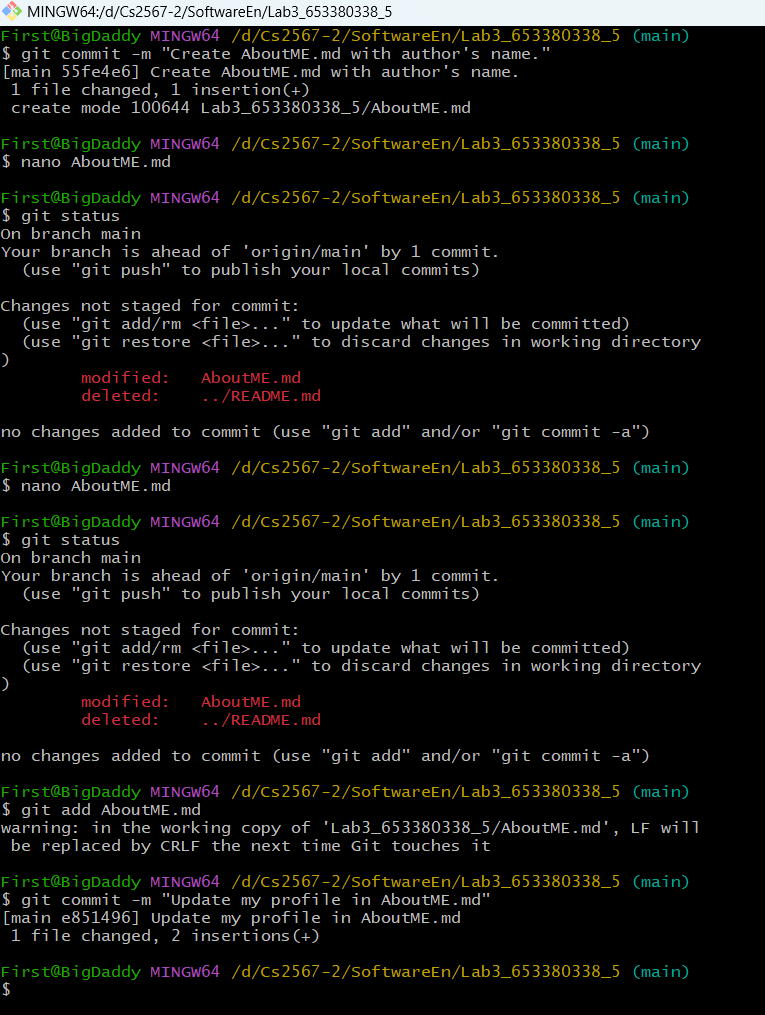 MINGW64:/d/Cs2567-2/SoftwareEn/Lab3_653380338_5
First@BigDaddy MINGW64 /d/Cs2567-2/SoftwareEn/Lab3_653380338_5 (main)
$ git commit -m "Create AboutME.md with author's name."
[main 55fe4e6] Create AboutME.md with author's name.
 1 file changed, 1 insertion(+)
 create mode 100644 Lab3_653380338_5/AboutME.md

First@BigDaddy MINGW64 /d/Cs2567-2/SoftwareEn/Lab3_653380338_5 (main)
$ nano AboutME.md

First@BigDaddy MINGW64 /d/Cs2567-2/SoftwareEn/Lab3_653380338_5 (main)
$ git status
On branch main
Your branch is ahead of 'origin/main' by 1 commit.
  (use "git push" to publish your local commits)

Changes not staged for commit:
  (use "git add/rm <file>..." to update what will be committed)
  (use "git restore <file>..." to discard changes in working directory
)
        modified:   AboutME.md
        deleted:    ../README.md

no changes added to commit (use "git add" and/or "git commit -a")

First@BigDaddy MINGW64 /d/Cs2567-2/SoftwareEn/Lab3_653380338_5 (main)
$ nano AboutME.md

First@BigDaddy MINGW64 /d/Cs2567-2/SoftwareEn/Lab3_653380338_5 (main)
$ git status
On branch main
Your branch is ahead of 'origin/main' by 1 commit.
  (use "git push" to publish your local commits)

Changes not staged for commit:
  (use "git add/rm <file>..." to update what will be committed)
  (use "git restore <file>..." to discard changes in working directory
)
        modified:   AboutME.md
        deleted:    ../README.md

no changes added to commit (use "git add" and/or "git commit -a")

First@BigDaddy MINGW64 /d/Cs2567-2/SoftwareEn/Lab3_653380338_5 (main)
$ git add AboutME.md
warning: in the working copy of 'Lab3_653380338_5/AboutME.md', LF will
 be replaced by CRLF the next time Git touches it

First@BigDaddy MINGW64 /d/Cs2567-2/SoftwareEn/Lab3_653380338_5 (main)
$ git commit -m "Update my profile in AboutME.md"
[main e851496] Update my profile in AboutME.md
 1 file changed, 2 insertions(+)

First@BigDaddy MINGW64 /d/Cs2567-2/SoftwareEn/Lab3_653380338_5 (main)
$